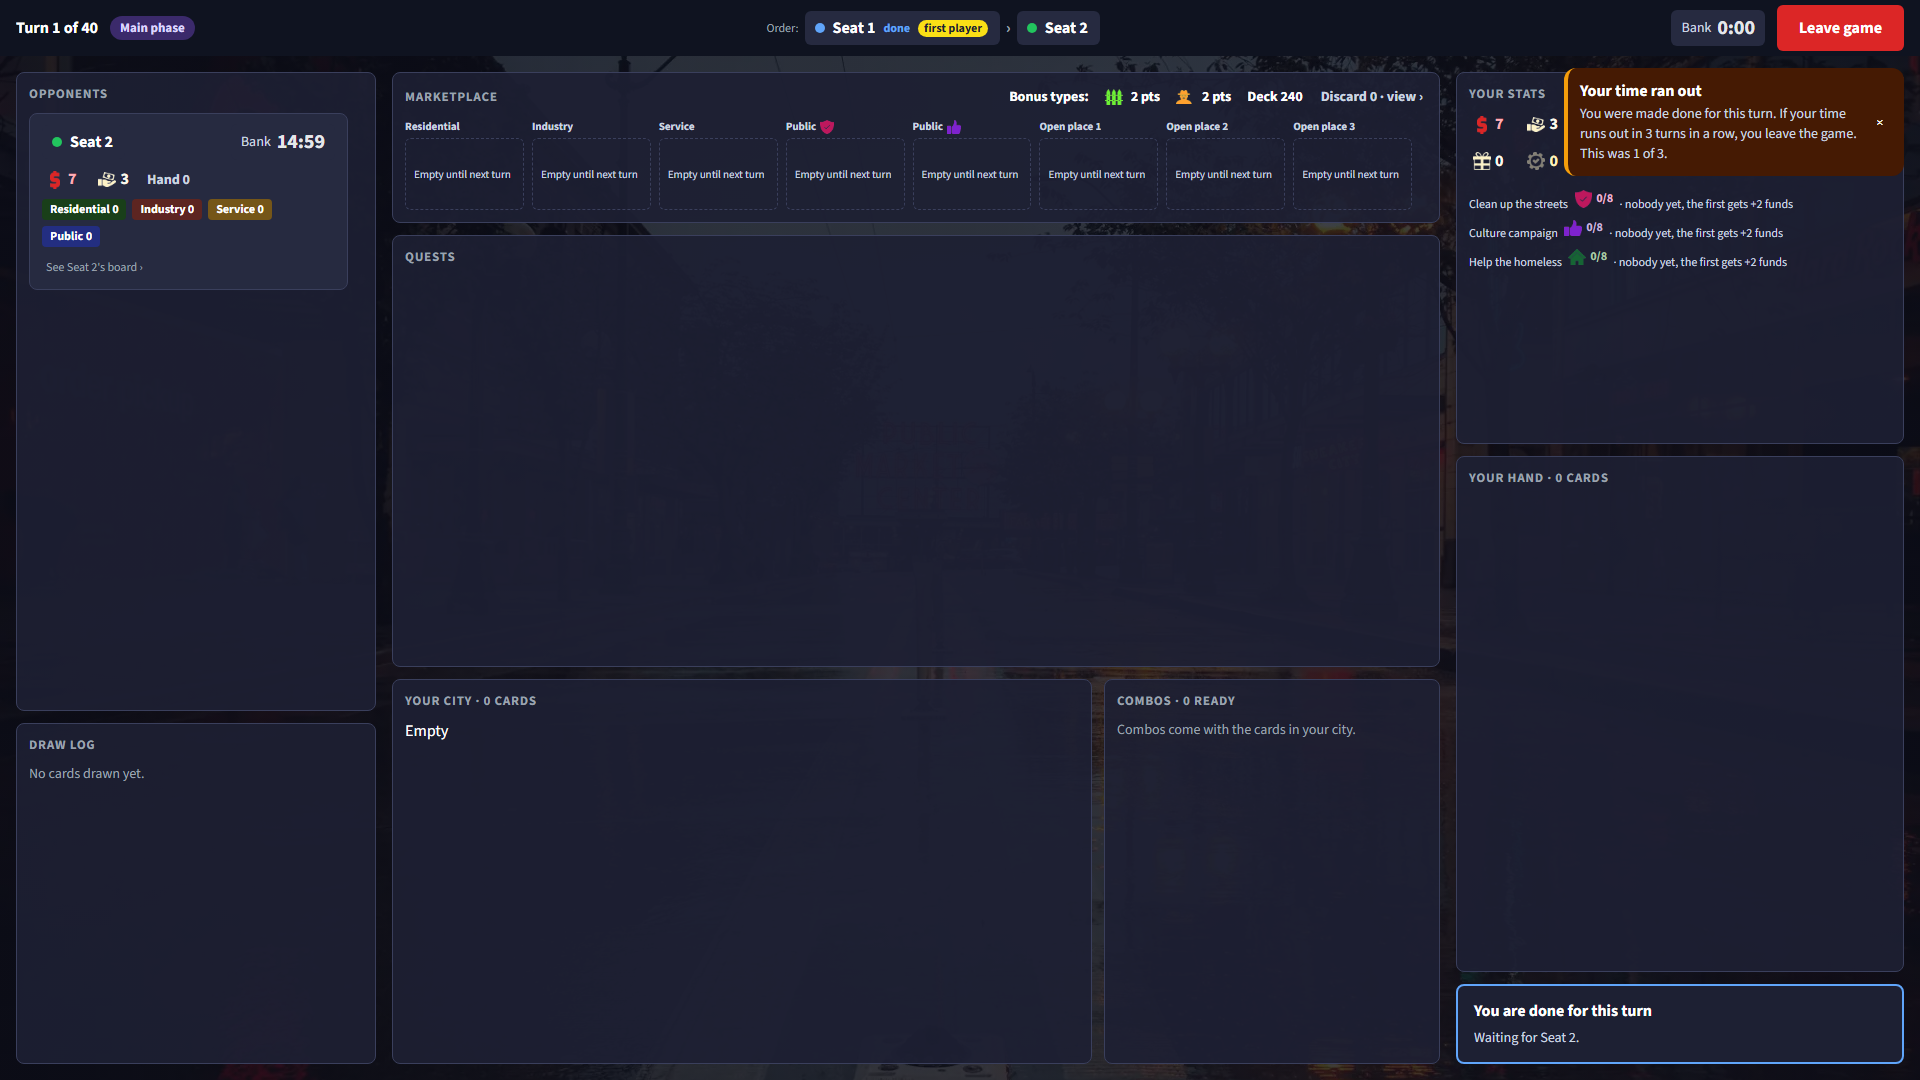 Turn 1 of 40 Main phase
Order: Seat 1 done first player › Seat 2
Bank 0:00 Leave game
OPPONENTS
Seat 2 Bank 14:59
7 3 Hand 0
Residential 0 Industry 0 Service 0
Public 0
See Seat 2's board ›
DRAW LOG
No cards drawn yet.
MARKETPLACE
Bonus types: 2 pts 2 pts Deck 240 Discard 0 · view ›
Residential Industry Service Public Public Open place 1 Open place 2 Open place 3
Empty until next turn Empty until next turn Empty until next turn Empty until next turn Empty until next turn Empty until next turn Empty until next turn Empty until next turn
QUESTS
YOUR CITY · 0 CARDS
Empty
COMBOS · 0 READY
Combos come with the cards in your city.
YOUR STATS
7 3
0 0
Your time ran out
You were made done for this turn. If your time
runs out in 3 turns in a row, you leave the game.
This was 1 of 3.
×
Clean up the streets 0/8 · nobody yet, the first gets +2 funds
Culture campaign 0/8 · nobody yet, the first gets +2 funds
Help the homeless 0/8 · nobody yet, the first gets +2 funds
YOUR HAND · 0 CARDS
You are done for this turn
Waiting for Seat 2.